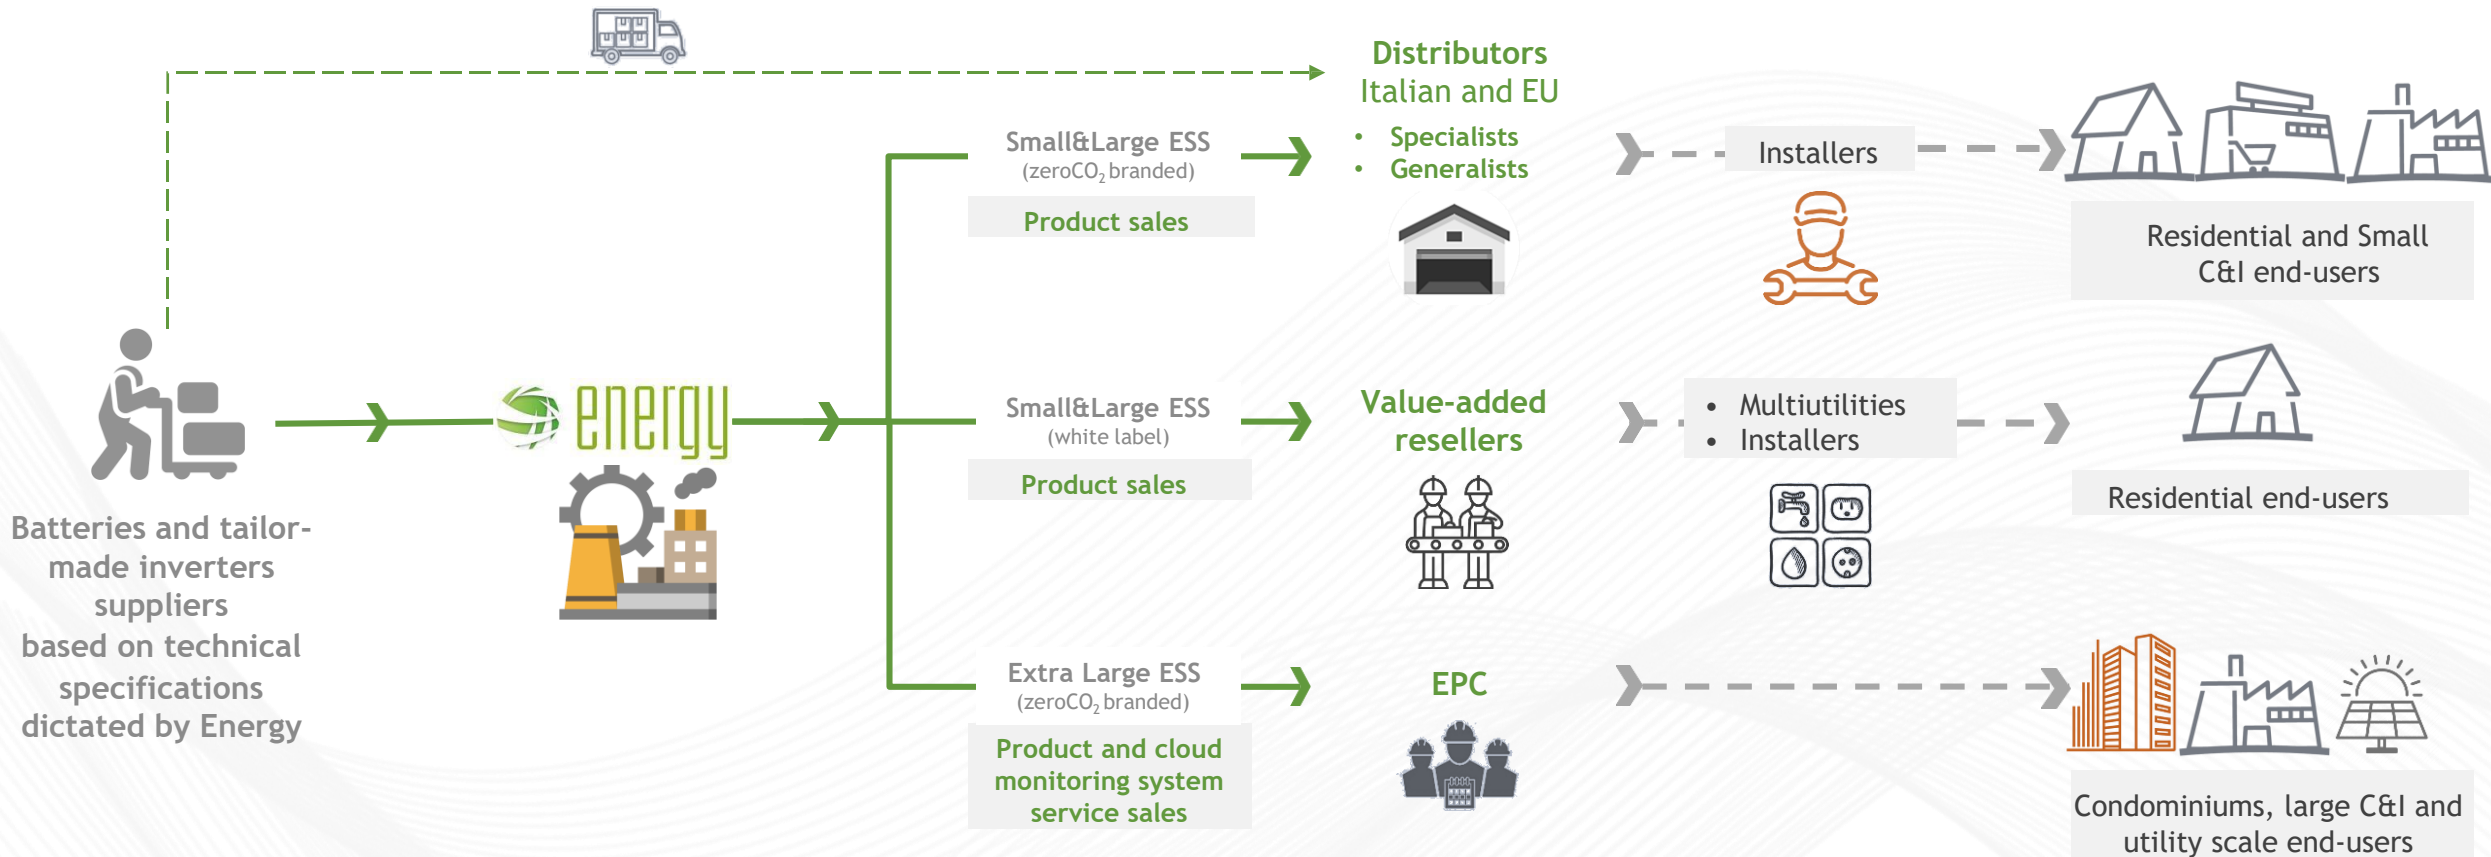 Distributors
Italian and EU
• Specialists
• Generalists
Small&Large ESS
(zeroCO₂ branded)
Product sales
Installers
Residential and Small
C&I end-users
Batteries and tailor-
made inverters
suppliers
based on technical
specifications
dictated by Energy
energy
Small&Large ESS
(white label)
Product sales
Value-added
resellers
• Multiutilities
• Installers
Residential end-users
Extra Large ESS
(zeroCO₂ branded)
Product and cloud
monitoring system
service sales
EPC
Condominiums, large C&I and
utility scale end-users